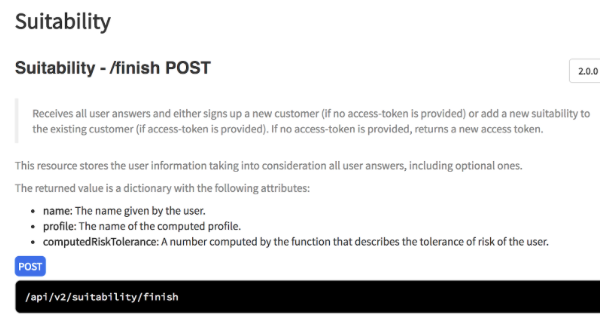 Suitability
Suitability - /finish POST
2.0.0
Receives all user answers and either signs up a new customer (if no access-token is provided) or add a new suitability to
the existing customer (if access-token is provided). If no access-token is provided, returns a new access token.
This resource stores the user information taking into consideration all user answers, including optional ones.
The returned value is a dictionary with the following attributes:
• name: The name given by the user.
• profile: The name of the computed profile.
• computedRiskTolerance: A number computed by the function that describes the tolerance of risk of the user.
POST
/api/v2/suitability/finish